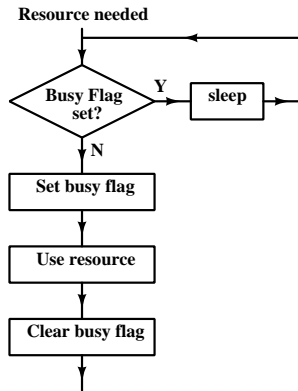 Resource needed
Busy Flag
set?
Y
sleep
N
Set busy flag
Use resource
Clear busy flag